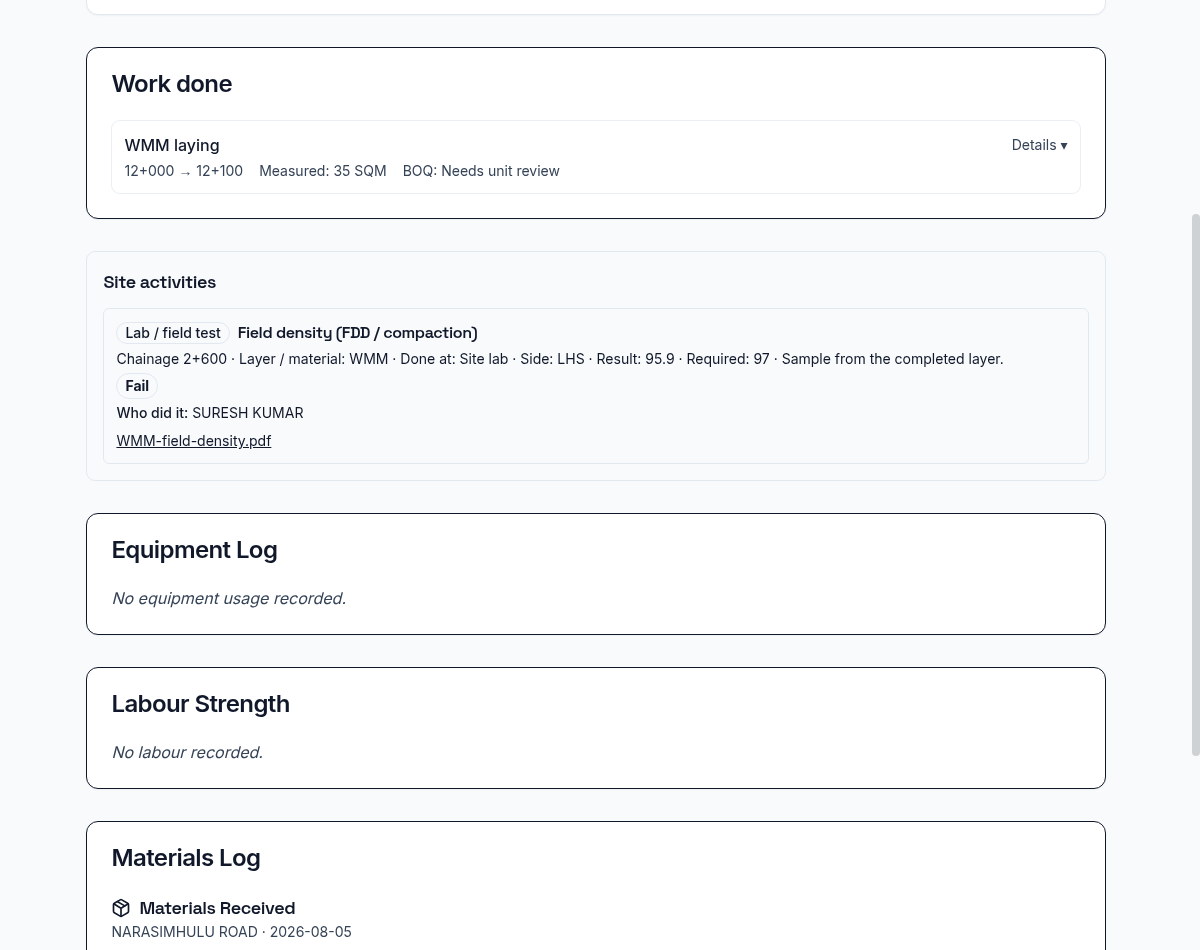 Work done
WMM laying
Details ▾
12+000 → 12+100 Measured: 35 SQM BOQ: Needs unit review
Site activities
Lab / field test Field density (FDD / compaction)
Chainage 2+600 · Layer / material: WMM · Done at: Site lab · Side: LHS · Result: 95.9 · Required: 97 · Sample from the completed layer.
Fail
Who did it: SURESH KUMAR
WMM-field-density.pdf
Equipment Log
No equipment usage recorded.
Labour Strength
No labour recorded.
Materials Log
Materials Received
NARASIMHULU ROAD · 2026-08-05